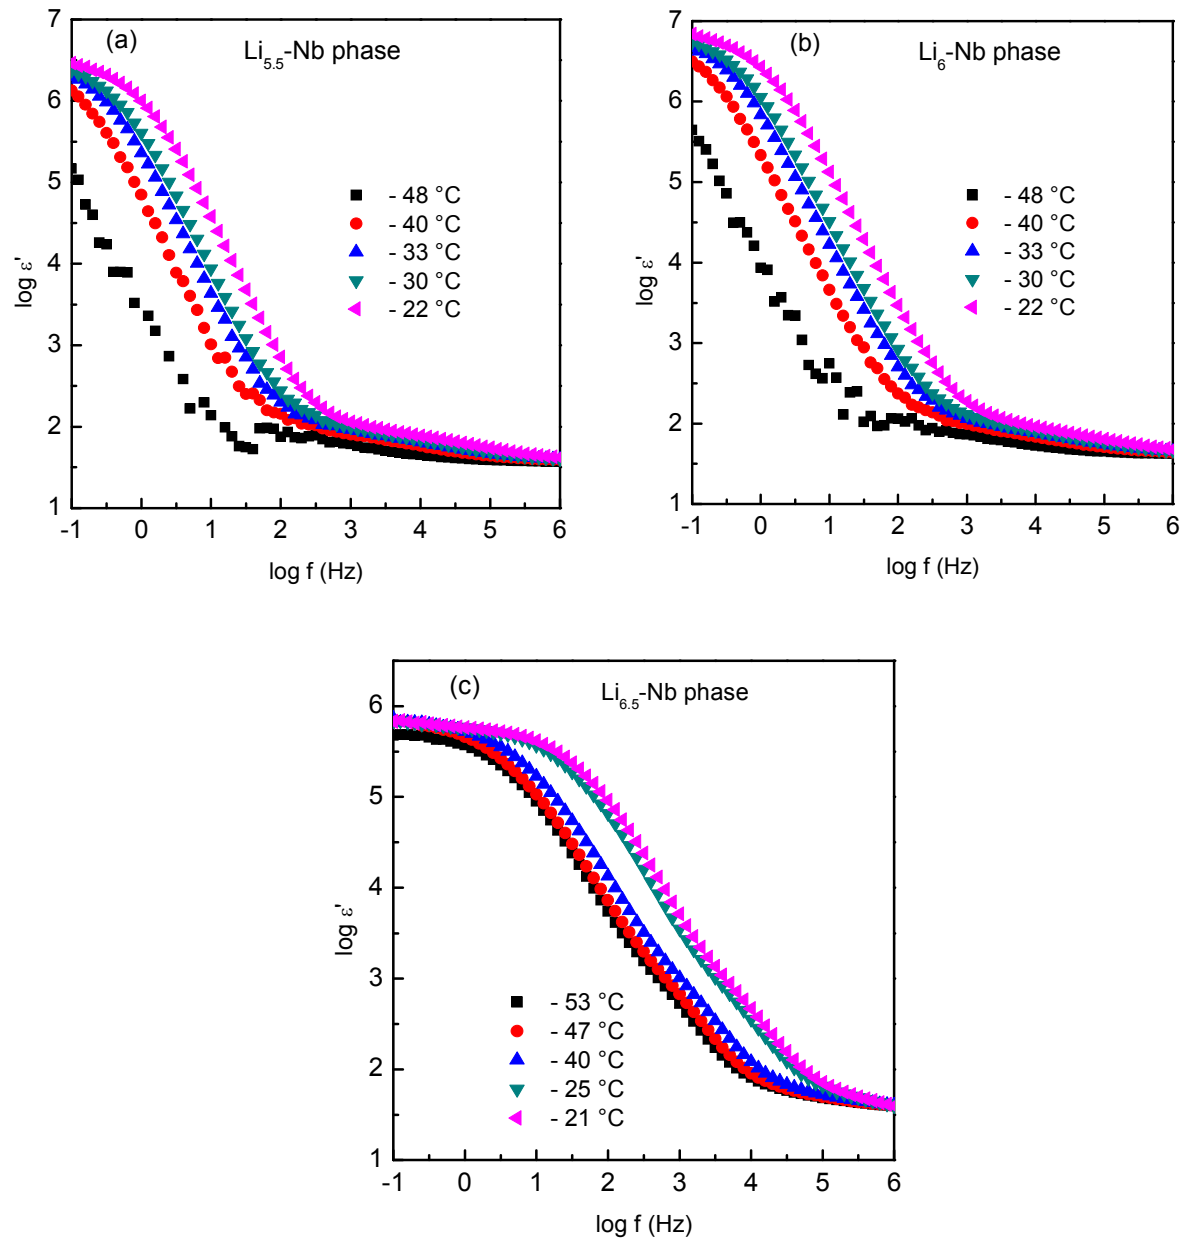 (a)
Li5.5-Nb phase
7
6
5
4
3
2
1
log ε'
- 48 °C
- 40 °C
- 33 °C
- 30 °C
- 22 °C
-1 0 1 2 3 4 5 6
log f (Hz)
(b)
Li6-Nb phase
7
6
5
4
3
2
1
log ε'
- 48 °C
- 40 °C
- 33 °C
- 30 °C
- 22 °C
-1 0 1 2 3 4 5 6
log f (Hz)
(c)
Li6.5-Nb phase
6
5
4
3
2
1
log ε'
- 53 °C
- 47 °C
- 40 °C
- 25 °C
- 21 °C
-1 0 1 2 3 4 5 6
log f (Hz)